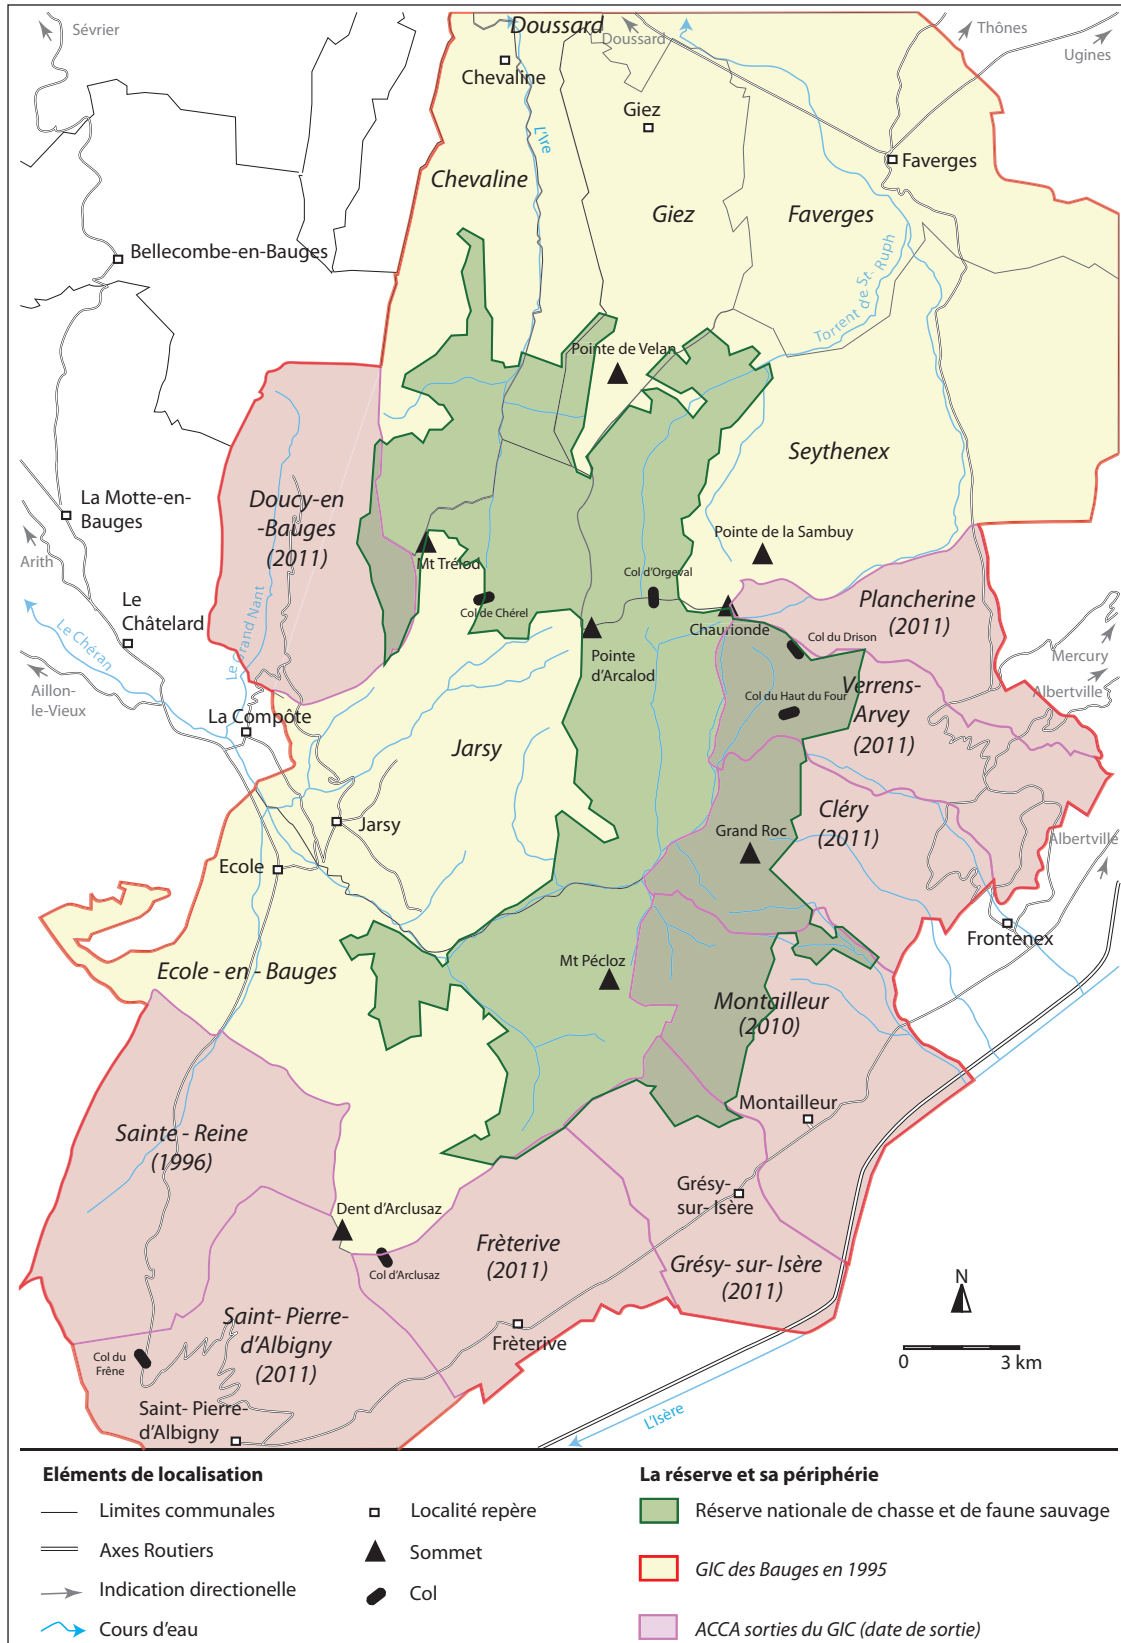 Sévrier
Doussard
Doussard
Thônes
Ugines
Chevaline
Giez
Faverges
L'Ire
Chevaline
Giez
Faverges
Bellecombe-en-Bauges
Torrent de St-Ruph
Pointe de Velan
Seythenex
La Motte-en-
Bauges
Doucy-en
-Bauges
(2011)
Arith
Mt Trélod
Pointe de la Sambuy
Col d'Orgeval
Col de Chérel
Le
Châtelard
Le Chéran
Le Grand Nant
Plancherine
(2011)
Chaurionde
Col du Drison
Pointe
d'Arcalod
Mercury
Aillon-
le-Vieux
Albertville
Verrens-
Arvey
(2011)
Col du Haut du Four
La Compôte
Jarsy
Jarsy
Cléry
(2011)
Grand Roc
Albertville
Ecole
Frontenex
Ecole - en - Bauges
Mt Pécloz
Montailleur
(2010)
Montailleur
Sainte - Reine
(1996)
Grésy-
sur- Isère
Dent d'Arclusaz
Frèterive
(2011)
Col d'Arclusaz
Grésy- sur- Isère
(2011)
N
Saint- Pierre-
d'Albigny
(2011)
Col du
Frêne
Frèterive
0 3 km
Saint- Pierre-
d'Albigny
L'Isère
Eléments de localisation
Limites communales
Axes Routiers
Indication directionelle
Cours d'eau
Localité repère
Sommet
Col
La réserve et sa périphérie
Réserve nationale de chasse et de faune sauvage
GIC des Bauges en 1995
ACCA sorties du GIC (date de sortie)